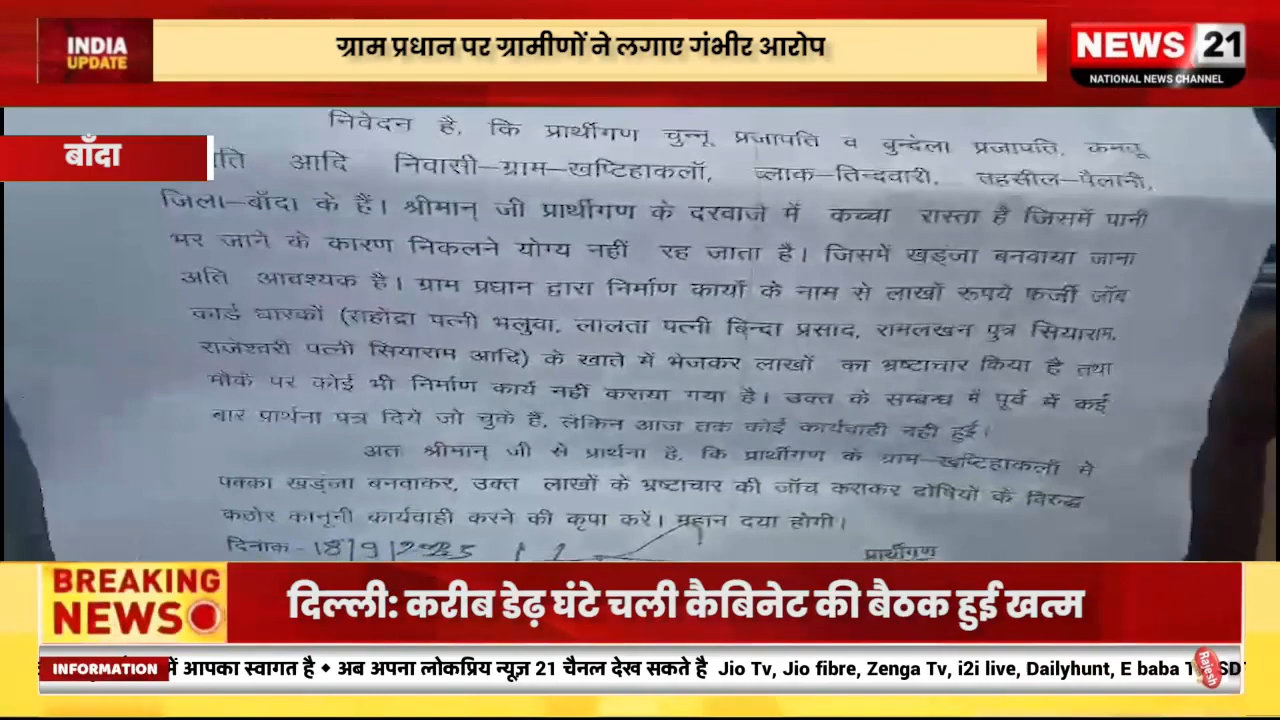 INDIA
UPDATE
ग्राम प्रधान पर ग्रामीणों ने लगाए गंभीर आरोप
NEWS 21
NATIONAL NEWS CHANNEL
बाँदा
निवेदन है, कि प्रार्थीगण चुन्नू प्रजापति व बुन्देला प्रजापति, कमलू
आदि निवासी–ग्राम–खप्टिहाकलॉ, ब्लाक–तिन्दवारी, तहसील–पैलानी,
जिला–बाँदा के हैं। श्रीमान् जी प्रार्थीगण के दरवाजे में कच्चा रास्ता है जिसमें पानी
भर जाने के कारण निकलने योग्य नहीं रह जाता है। जिसमें खड़ंजा बनवाया जाना
अति आवश्यक है। ग्राम प्रधान द्वारा निर्माण कार्यो के नाम से लाखों रूपये फर्जी जॉब
कार्ड धारकों (सहोद्रा पत्नी भलुवा, लालता पत्नी बिन्दा प्रसाद, रामलखन पुत्र सियाराम,
राजेश्वरी पत्नी सियाराम आदि) के खाते में भेजकर लाखों का भ्रष्टाचार किया है तथा
मौके पर कोई भी निर्माण कार्य नहीं कराया गया है। उक्त के सम्बन्ध में पूर्व में कई
बार प्रार्थना पत्र दिये जो चुके हैं, लेकिन आज तक कोई कार्यवाही नही हुई।
अतः श्रीमान् जी से प्रार्थना है, कि प्रार्थीगण के ग्राम–खप्टिहाकलॉ मे
पक्का खड़ंजा बनवाकर, उक्त लाखों के भ्रष्टाचार की जॉच कराकर दोषियों के विरुद्ध
कठोर कानूनी कार्यवाही करने की कृपा करें। महान दया होगी।
दिनांक - 18/9/2025
प्रार्थीगण
BREAKING
NEWS
दिल्ली: करीब डेढ़ घंटे चली कैबिनेट की बैठक हुई खत्म
INFORMATION
में आपका स्वागत है • अब अपना लोकप्रिय न्यूज़ 21 चैनल देख सकते है Jio Tv, Jio fibre, Zenga Tv, i2i live, Dailyhunt, E baba
Rajesh